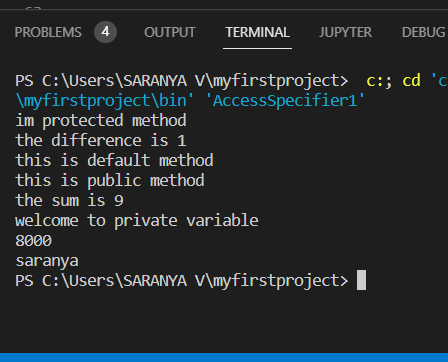 PROBLEMS 4 OUTPUT TERMINAL JUPYTER DEBUG
PS C:\Users\SARANYA V\myfirstproject> c:; cd 'c
\myfirstproject\bin' 'AccessSpecifier1'
im protected method
the difference is 1
this is default method
this is public method
the sum is 9
welcome to private variable
8000
saranya
PS C:\Users\SARANYA V\myfirstproject>